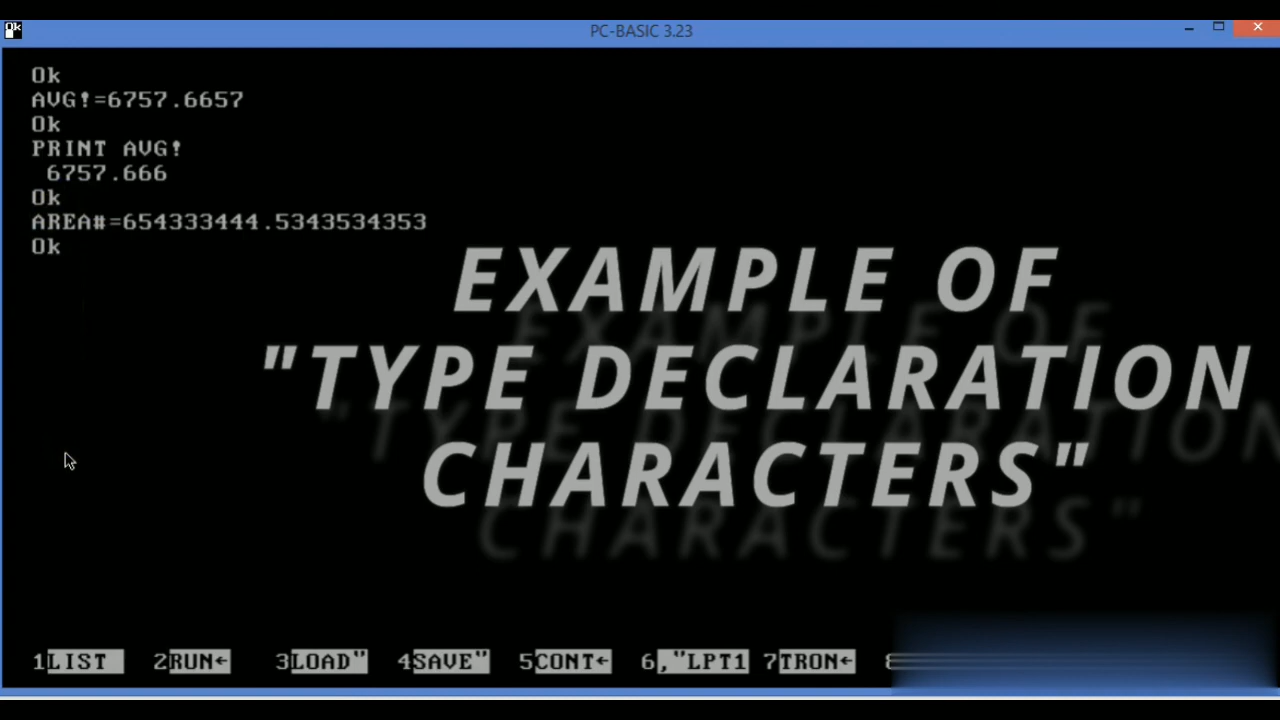 PC-BASIC 3.23
Ok
AVG!=6757.6657
Ok
PRINT AVG!
6757.666
Ok
AREA#=654333444.5343534353
Ok
EXAMPLE OF
"TYPE DECLARATION
CHARACTERS"
1LIST 2RUN← 3LOAD" 4SAVE" 5CONT← 6,"LPT1 7TRON← 8